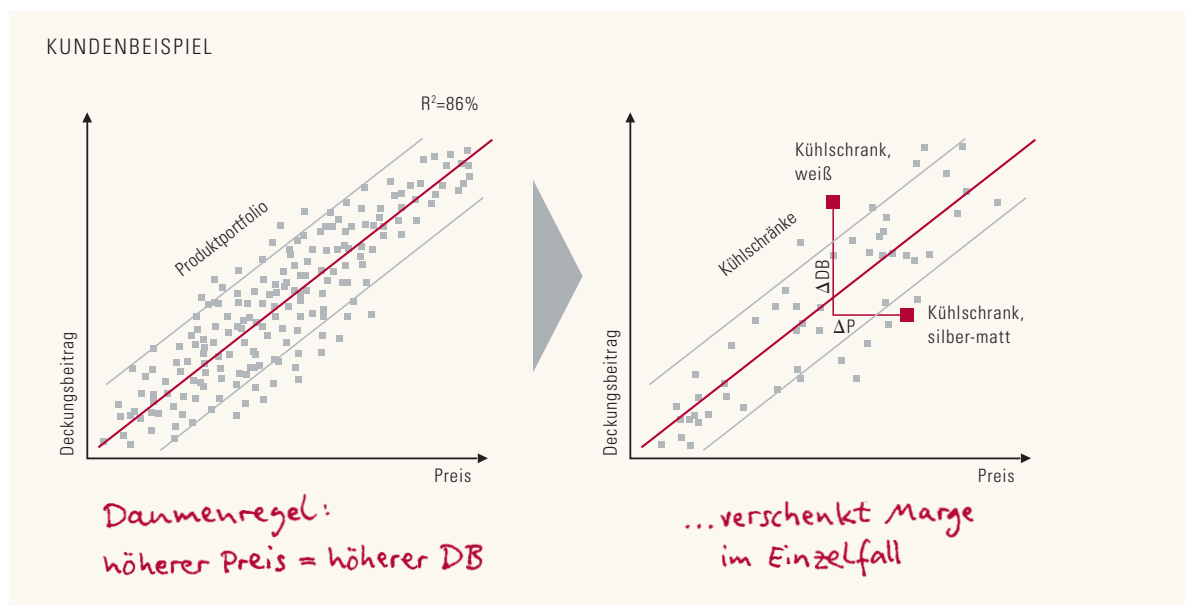 KUNDENBEISPIEL
R²=86%
Produktportfolio
Deckungsbeitrag
Preis
Daumenregel:
höherer Preis = höherer DB
Kühlschrank,
weiß
Kühlschränke
ΔDB
ΔP
Kühlschrank,
silber-matt
Deckungsbeitrag
Preis
...verschenkt Marge
im Einzelfall